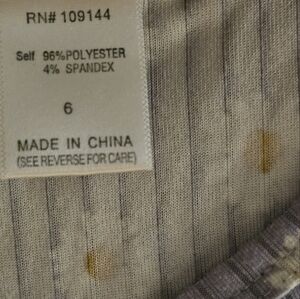 RN# 109144
Self 96%POLYESTER
4% SPANDEX
6
MADE IN CHINA
(SEE REVERSE FOR CARE)